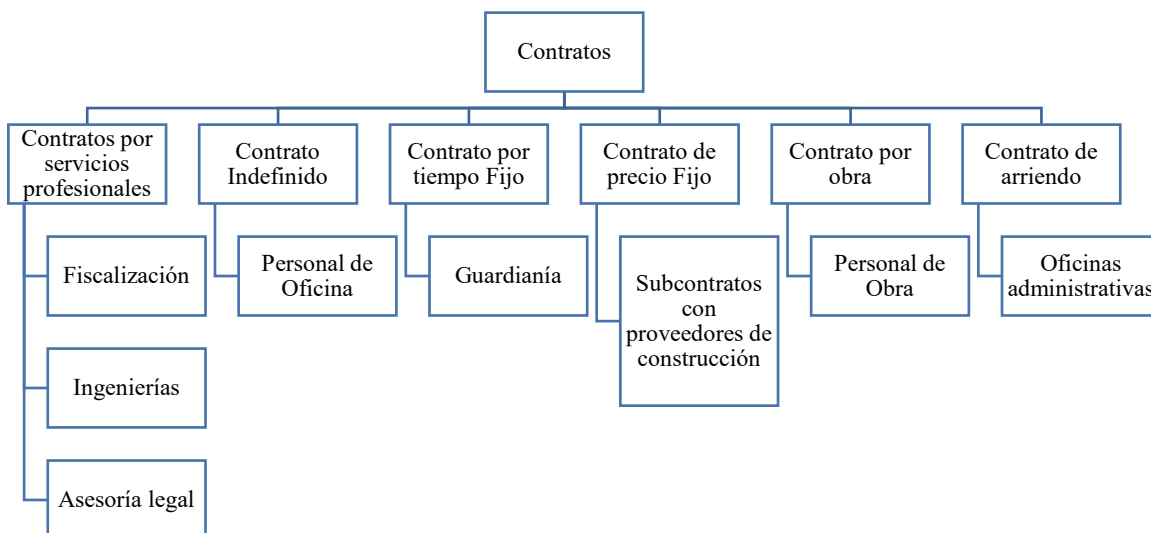 Contratos
Contratos por
servicios
profesionales
Fiscalización
Ingenierías
Asesoría legal
Contrato
Indefinido
Personal de
Oficina
Contrato por
tiempo Fijo
Guardianía
Contrato de
precio Fijo
Subcontratos
con
proveedores de
construcción
Contrato por
obra
Personal de
Obra
Contrato de
arriendo
Oficinas
administrativas